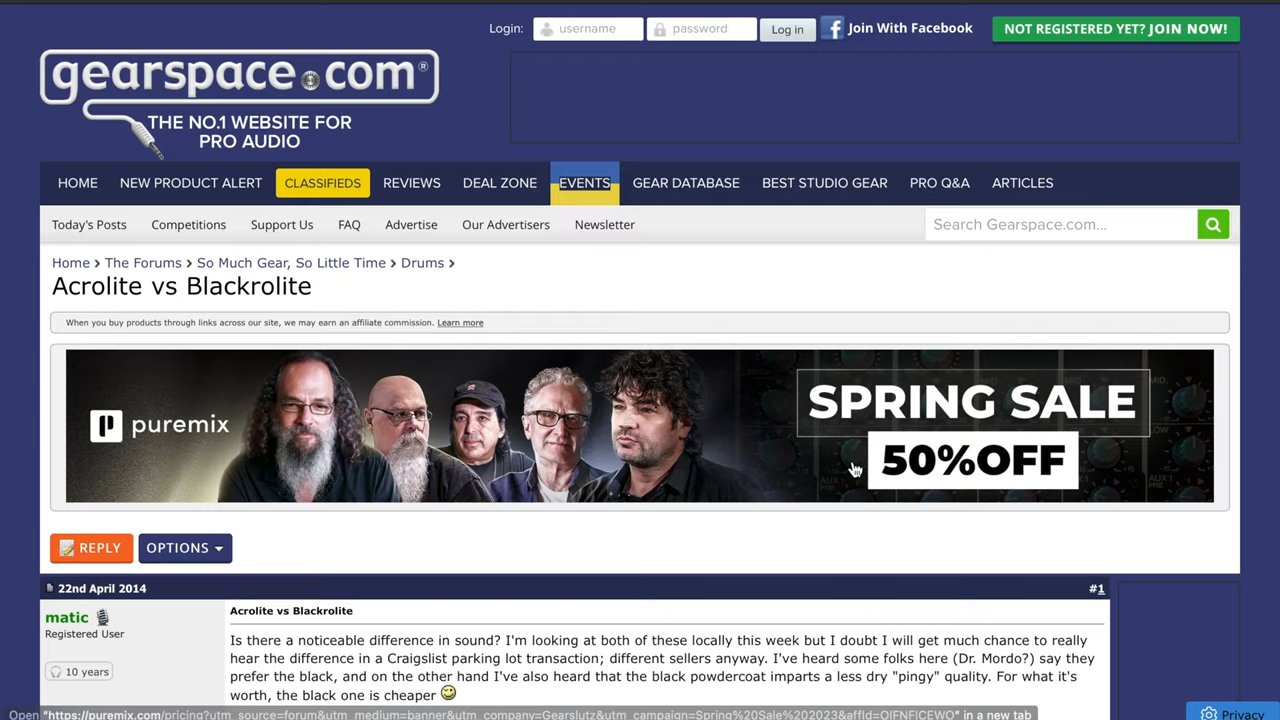 Login:
username
password
Log in
Join With Facebook
NOT REGISTERED YET? JOIN NOW!
gearspace.com®
THE NO.1 WEBSITE FOR
PRO AUDIO
HOME
NEW PRODUCT ALERT
CLASSIFIEDS
REVIEWS
DEAL ZONE
EVENTS
GEAR DATABASE
BEST STUDIO GEAR
PRO Q&A
ARTICLES
Today's Posts
Competitions
Support Us
FAQ
Advertise
Our Advertisers
Newsletter
Search Gearspace.com...
Home > The Forums > So Much Gear, So Little Time > Drums >
Acrolite vs Blackrolite
When you buy products through links across our site, we may earn an affiliate commission. Learn more
puremix
SPRING SALE
50%OFF
REPLY
OPTIONS
22nd April 2014
#1
matic
Registered User
10 years
Acrolite vs Blackrolite
Is there a noticeable difference in sound? I'm looking at both of these locally this week but I doubt I will get much chance to really
hear the difference in a Craigslist parking lot transaction; different sellers anyway. I've heard some folks here (Dr. Mordo?) say they
prefer the black, and on the other hand I've also heard that the black powdercoat imparts a less dry "pingy" quality. For what it's
worth, the black one is cheaper
Open "https://puremix.com/pricing?utm_source=forum&utm_medium=banner&utm_company=Gearslutz&utm_campaign=Spring%20Sale%202023&affId=OIFNFICEWO" in a new tab
Privacy